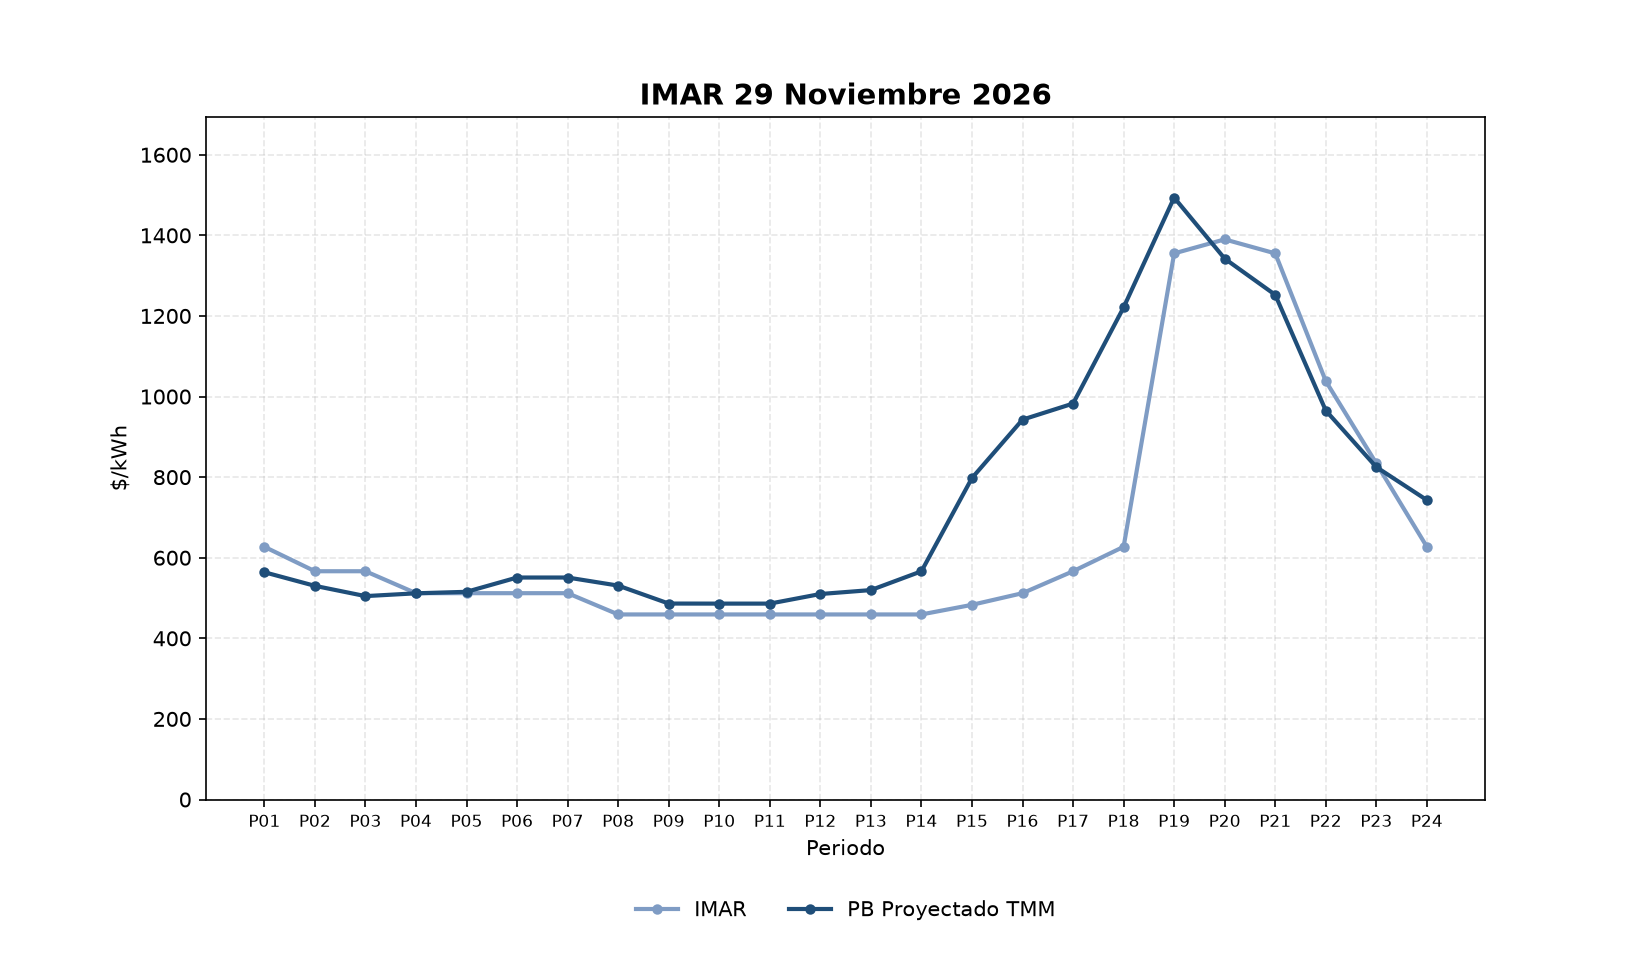 IMAR 29 Noviembre 2026
1600
1400
1200
1000
800
600
400
200
0
$/kWh
P01 P02 P03 P04 P05 P06 P07 P08 P09 P10 P11 P12 P13 P14 P15 P16 P17 P18 P19 P20 P21 P22 P23 P24
Periodo
IMAR PB Proyectado TMM